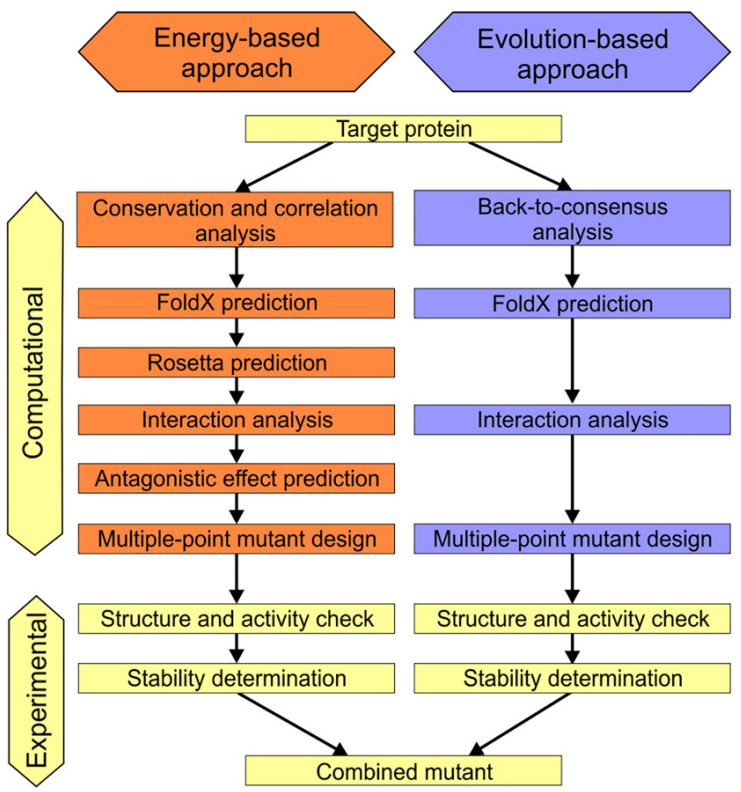 Energy-based
approach
Evolution-based
approach
Target protein
Computational
Conservation and correlation
analysis
Back-to-consensus
analysis
FoldX prediction
FoldX prediction
Rosetta prediction
Interaction analysis
Interaction analysis
Antagonistic effect prediction
Multiple-point mutant design
Multiple-point mutant design
Experimental
Structure and activity check
Structure and activity check
Stability determination
Stability determination
Combined mutant